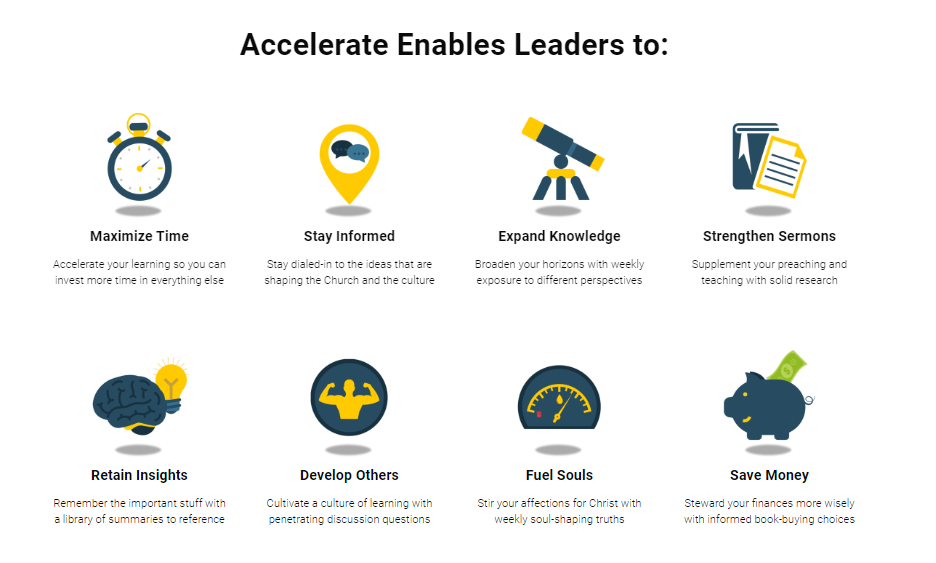 Accelerate Enables Leaders to:
Maximize Time
Accelerate your learning so you can
invest more time in everything else
Stay Informed
Stay dialed-in to the ideas that are
shaping the Church and the culture
Expand Knowledge
Broaden your horizons with weekly
exposure to different perspectives
Strengthen Sermons
Supplement your preaching and
teaching with solid research
Retain Insights
Remember the important stuff with
a library of summaries to reference
Develop Others
Cultivate a culture of learning with
penetrating discussion questions
Fuel Souls
Stir your affections for Christ with
weekly soul-shaping truths
Save Money
Steward your finances more wisely
with informed book-buying choices